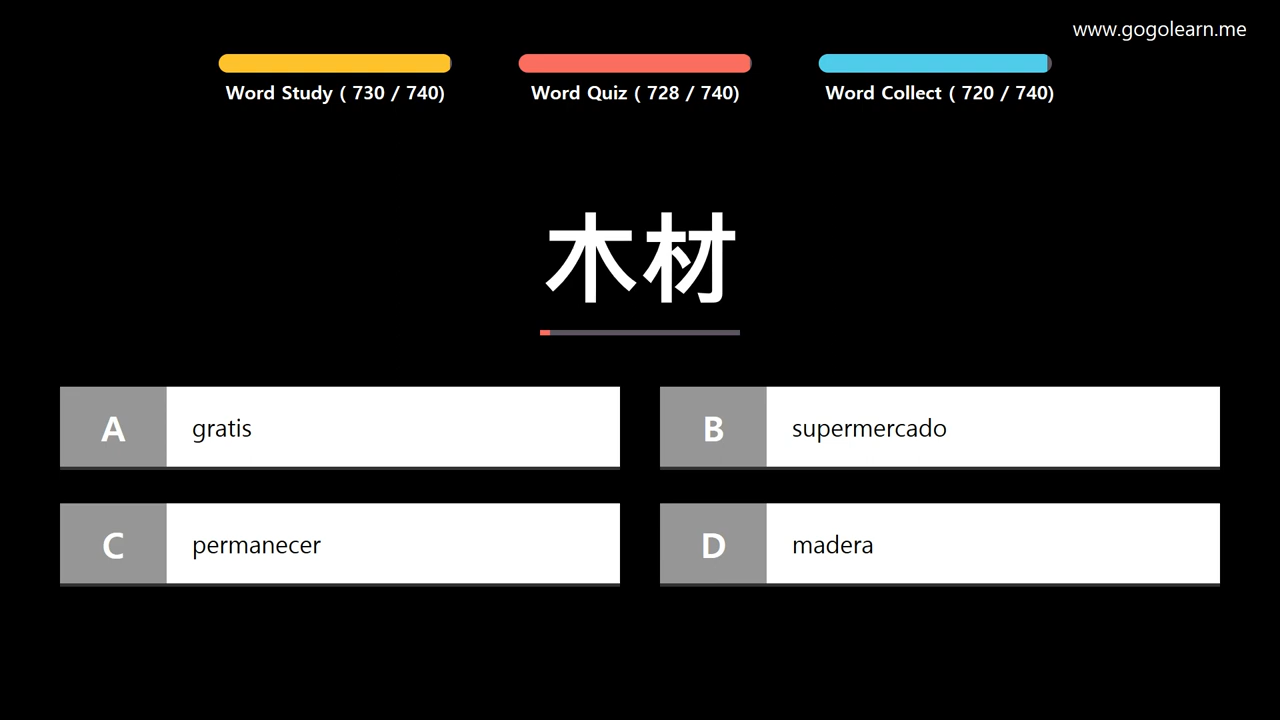 www.gogolearn.me
Word Study ( 730 / 740)
Word Quiz ( 728 / 740)
Word Collect ( 720 / 740)
木材
A gratis
B supermercado
C permanecer
D madera